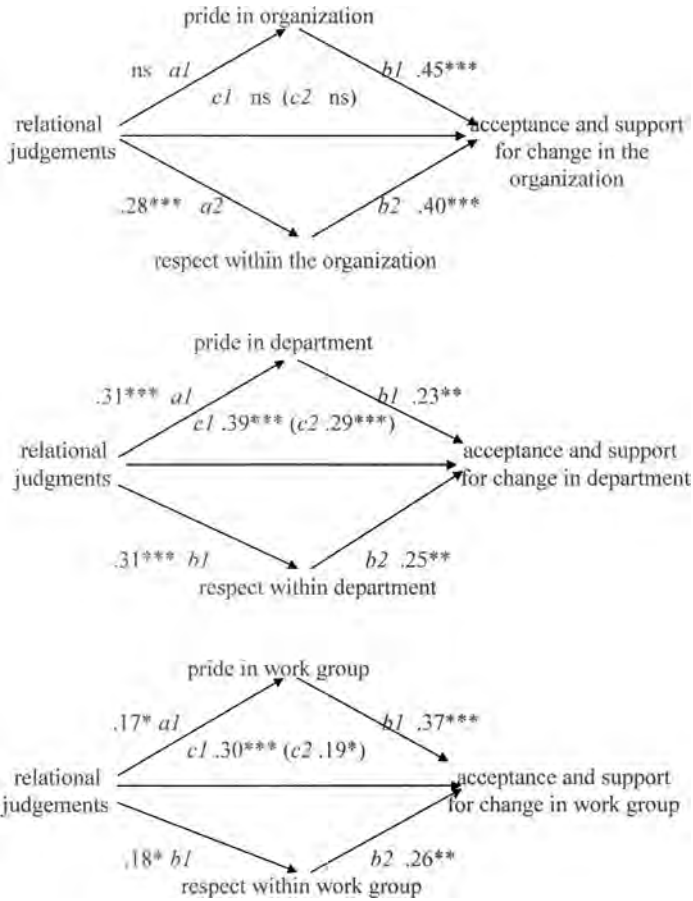 pride in organization
ns a1
b1 .45***
c1 ns (c2 ns)
relational
judgements
acceptance and support
for change in the
organization
.28*** a2
b2 .40***
respect within the organization
pride in department
.31*** a1
b1 .23**
c1 .39*** (c2 .29***)
relational
judgments
acceptance and support
for change in department
.31*** b1
b2 .25**
respect within department
pride in work group
.17* a1
b1 .37***
c1 .30*** (c2 .19*)
relational
judgements
acceptance and support
for change in work group
.18* b1
b2 .26**
respect within work group